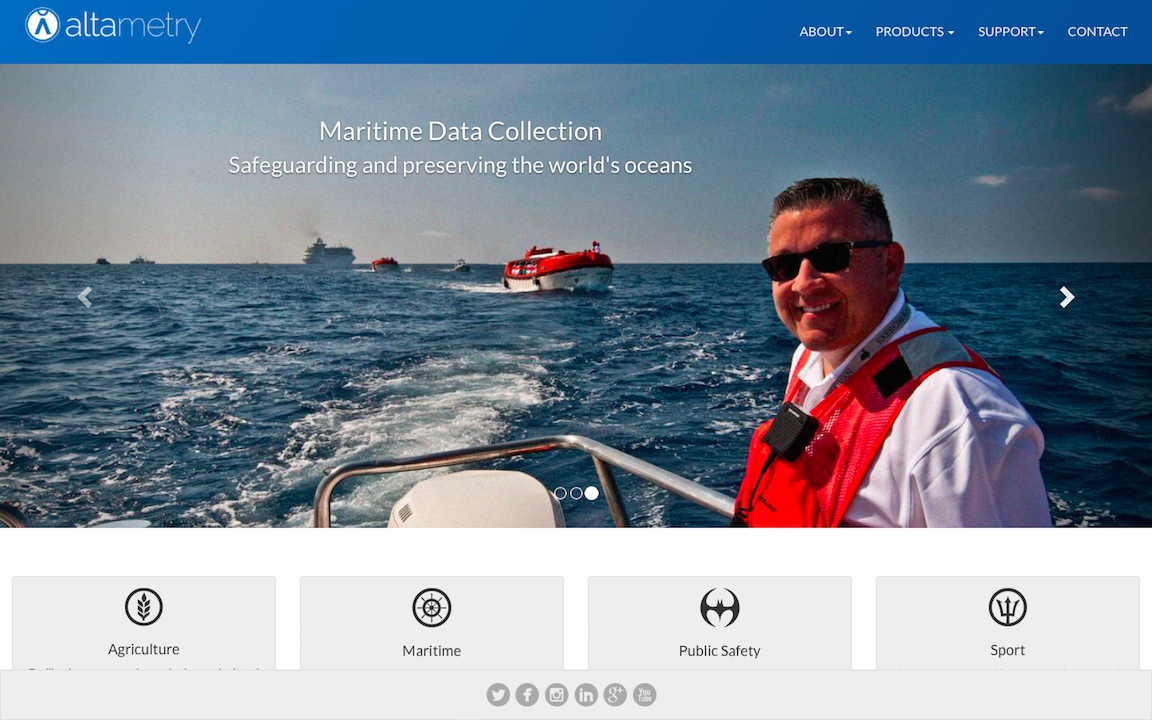 altametry
ABOUT PRODUCTS SUPPORT CONTACT
Maritime Data Collection
Safeguarding and preserving the world's oceans
Agriculture
Maritime
Public Safety
Sport
You
Tube